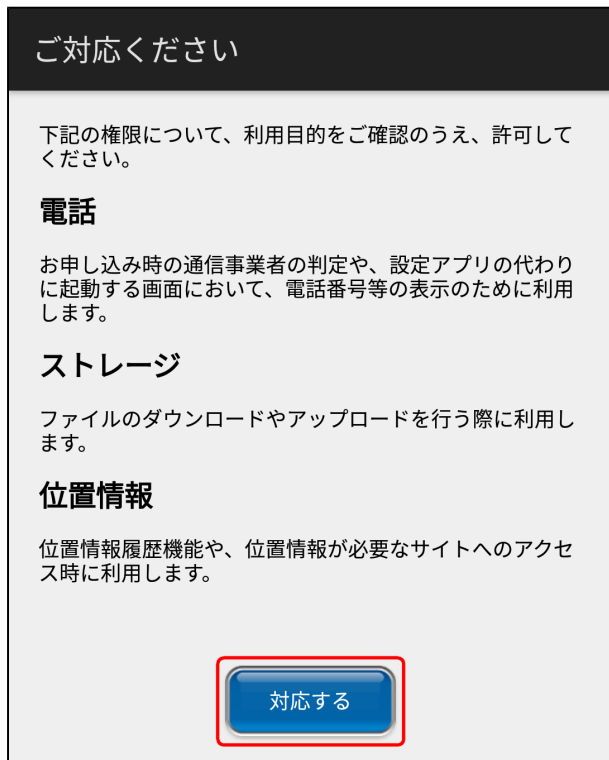 ご対応ください
下記の権限について、利用目的をご確認のうえ、許可して
ください。
電話
お申し込み時の通信事業者の判定や、設定アプリの代わり
に起動する画面において、電話番号等の表示のために利用
します。
ストレージ
ファイルのダウンロードやアップロードを行う際に利用し
ます。
位置情報
位置情報履歴機能や、位置情報が必要なサイトへのアクセ
ス時に利用します。
対応する